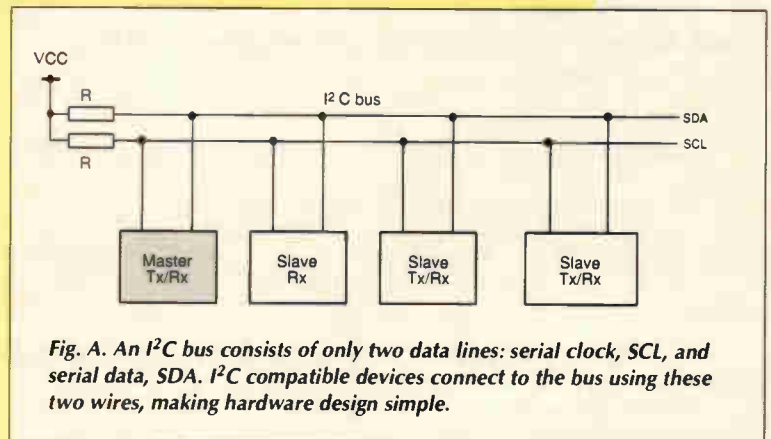 VCC
R
I²C bus
SDA
SCL
R
Master
Tx/Rx
Slave
Rx
Slave
Tx/Rx
Slave
Tx/Rx
Fig. A. An I²C bus consists of only two data lines: serial clock, SCL, and
serial data, SDA. I²C compatible devices connect to the bus using these
two wires, making hardware design simple.